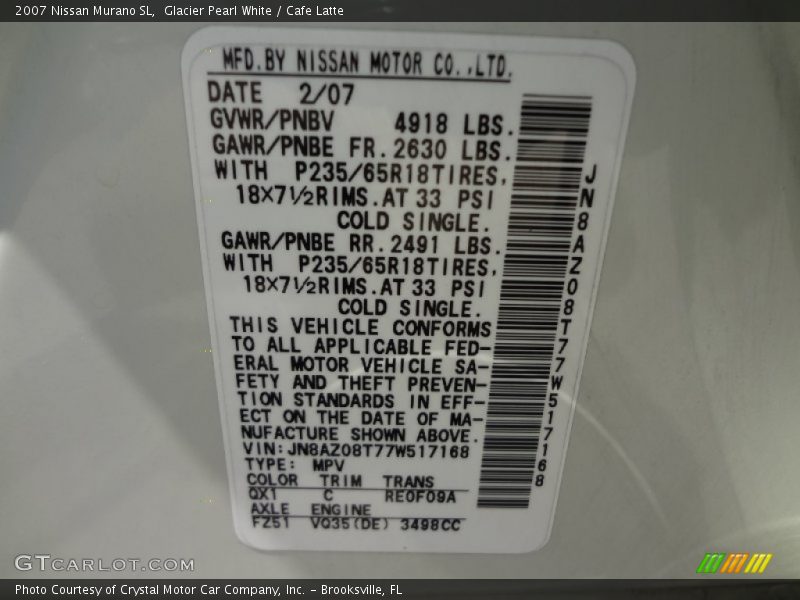 2007 Nissan Murano SL, Glacier Pearl White / Cafe Latte
MFD.BY NISSAN MOTOR CO.,LTD.
DATE 2/07
GVWR/PNBV 4918 LBS.
GAWR/PNBE FR.2630 LBS.
WITH P235/65R18TIRES,
18X7½RIMS.AT 33 PSI
COLD SINGLE.
GAWR/PNBE RR.2491 LBS.
WITH P235/65R18TIRES,
18X7½RIMS.AT 33 PSI
COLD SINGLE.
THIS VEHICLE CONFORMS
TO ALL APPLICABLE FED-
ERAL MOTOR VEHICLE SA-
FETY AND THEFT PREVEN-
TION STANDARDS IN EFF-
ECT ON THE DATE OF MA-
NUFACTURE SHOWN ABOVE.
VIN:JN8AZ08T77W517168
TYPE: MPV
COLOR TRIM TRANS
QX1 C RE0F09A
AXLE ENGINE
FZ51 VQ35(DE) 3498CC
JN8AZ08T77W517168
GTCARLOT.COM
Photo Courtesy of Crystal Motor Car Company, Inc. – Brooksville, FL